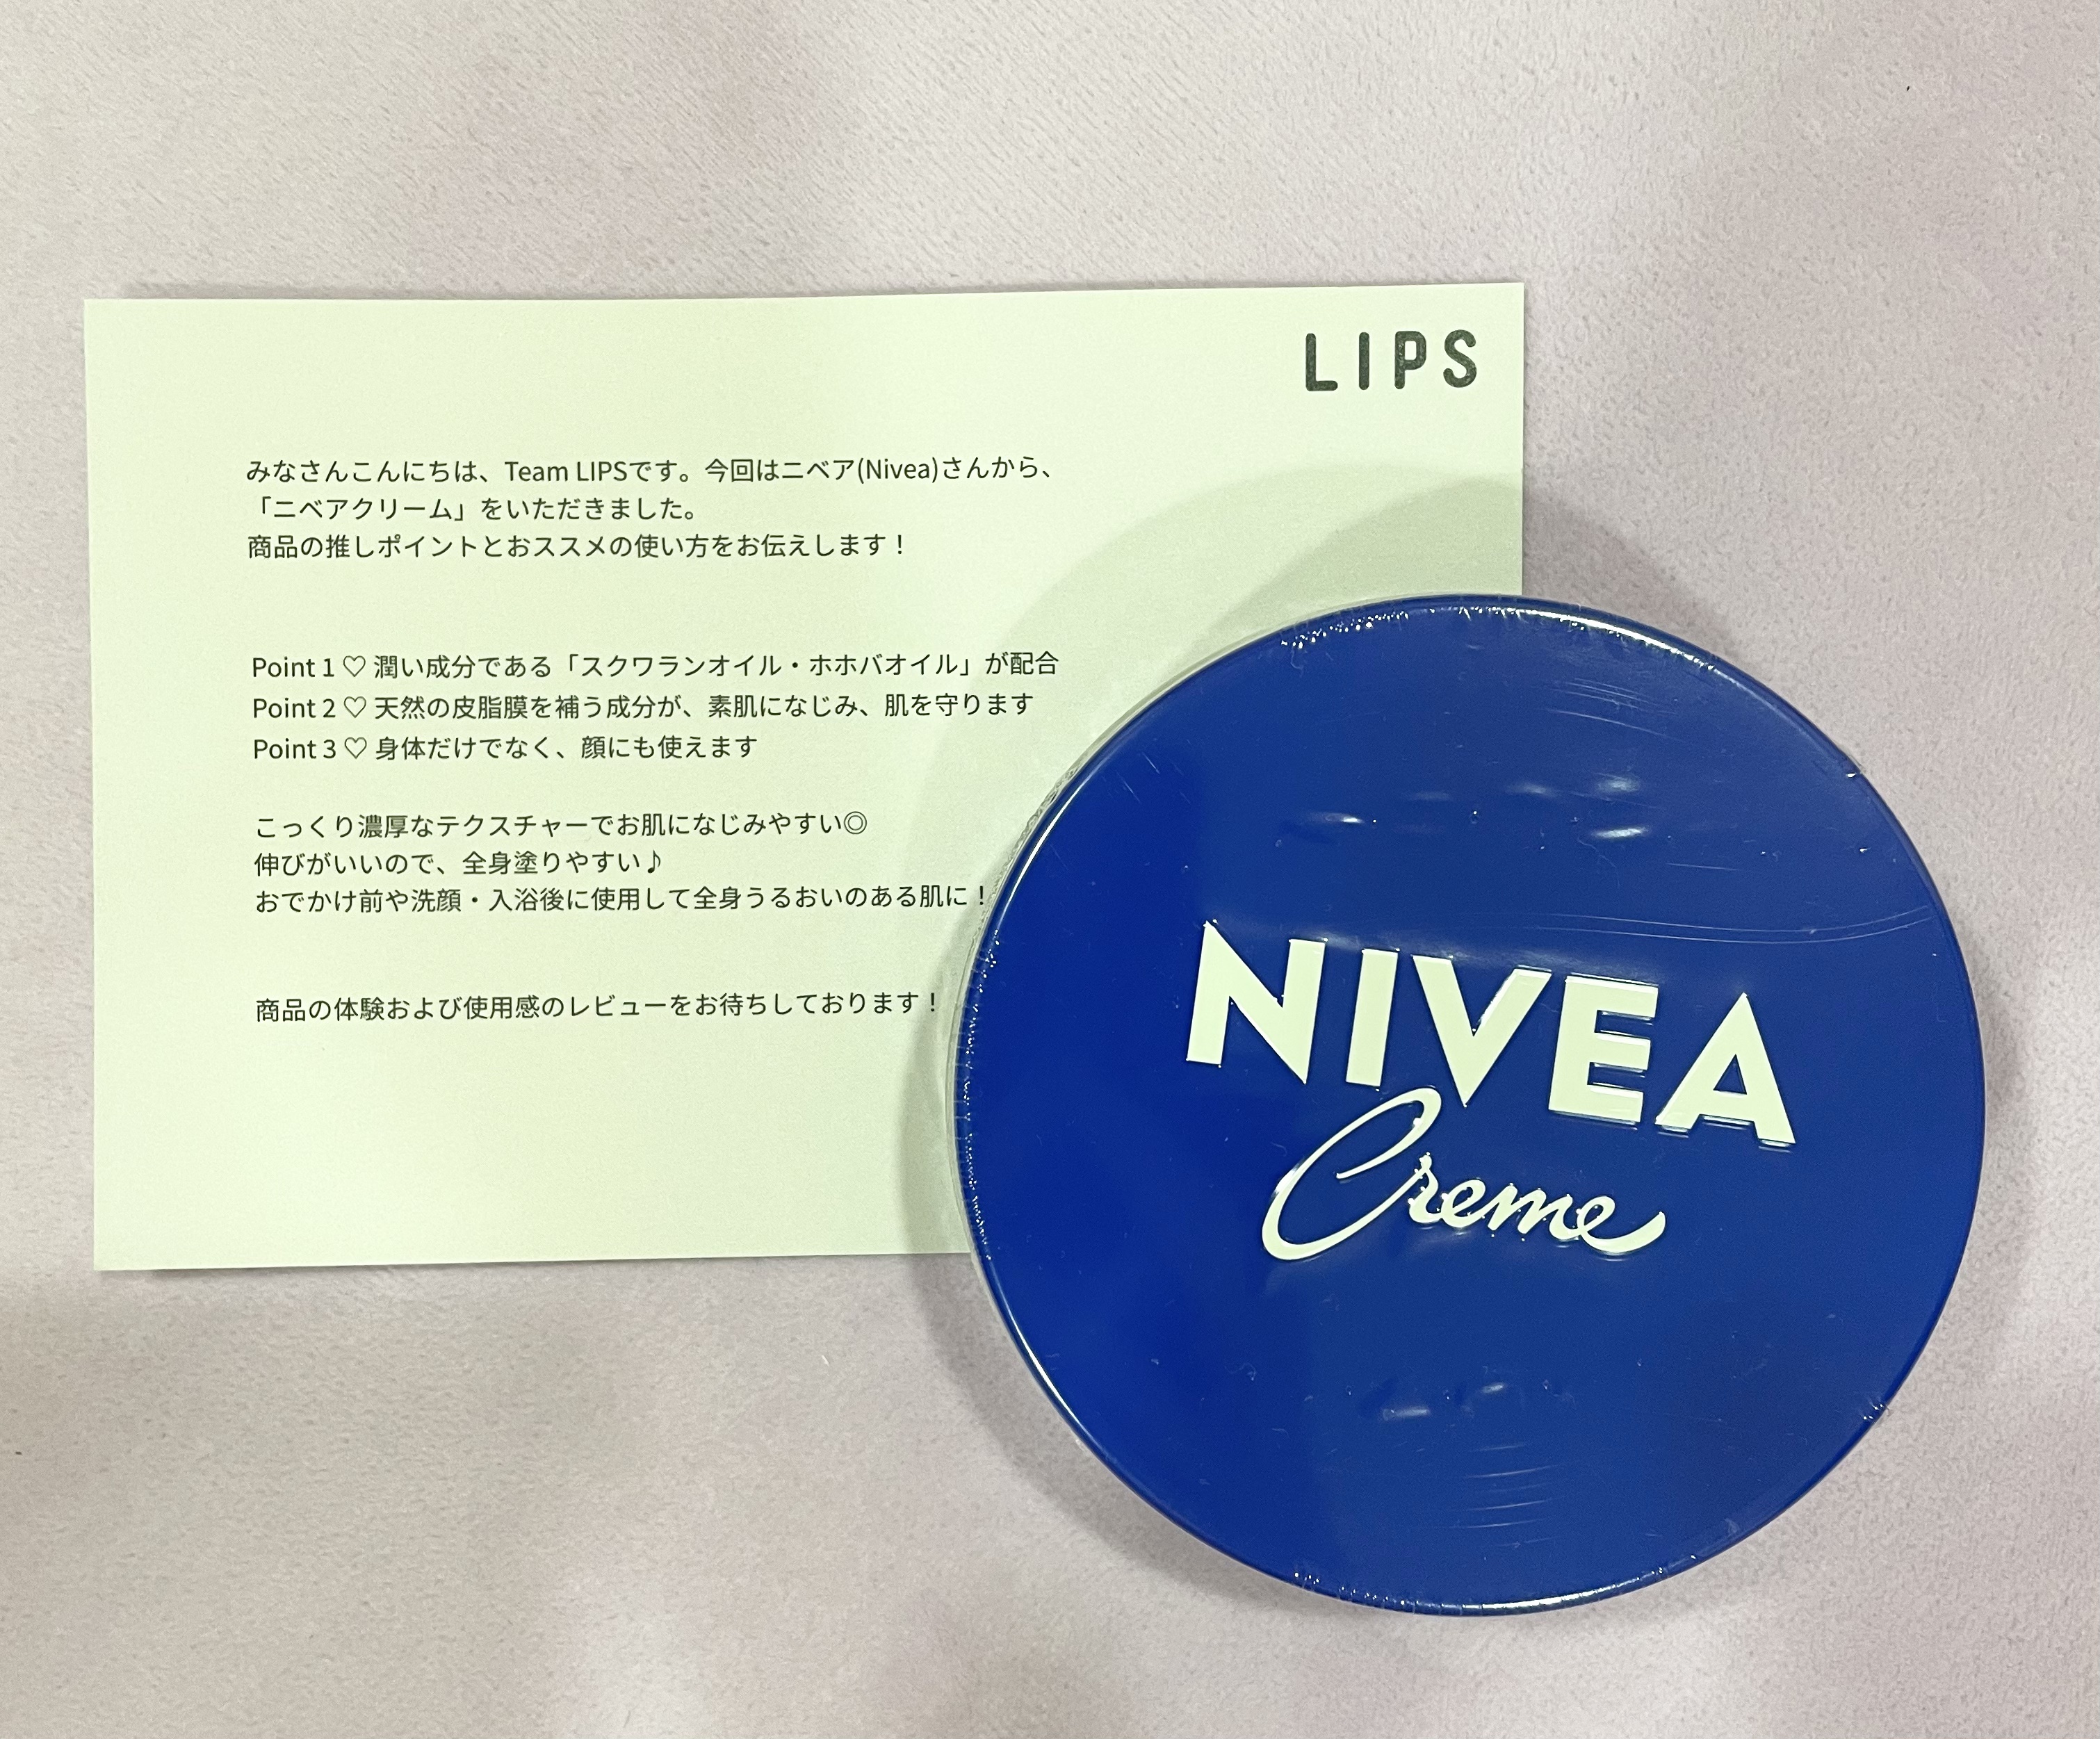 LIPS
みなさんこんにちは、Team LIPSです。今回はニベア(Nivea)さんから、
「ニベアクリーム」をいただきました。
商品の推しポイントとおススメの使い方をお伝えします！
Point 1 ♡ 潤い成分である「スクワランオイル・ホホバオイル」が配合
Point 2 ♡ 天然の皮脂膜を補う成分が、素肌になじみ、肌を守ります
Point 3 ♡ 身体だけでなく、顔にも使えます
こっくり濃厚なテクスチャーでお肌になじみやすい◎
伸びがいいので、全身塗りやすい♪
おでかけ前や洗顔・入浴後に使用して全身うるおいのある肌に！
商品の体験および使用感のレビューをお待ちしております！
NIVEA
Creme